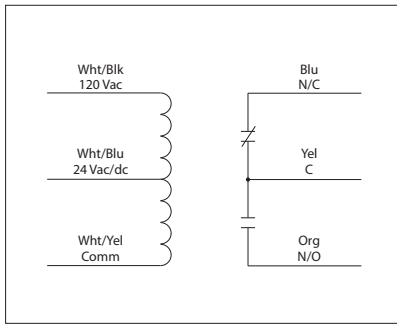 Wht/Blk
120 Vac
Blu
N/C
Wht/Blu
24 Vac/dc
Yel
C
Wht/Yel
Comm
Org
N/O